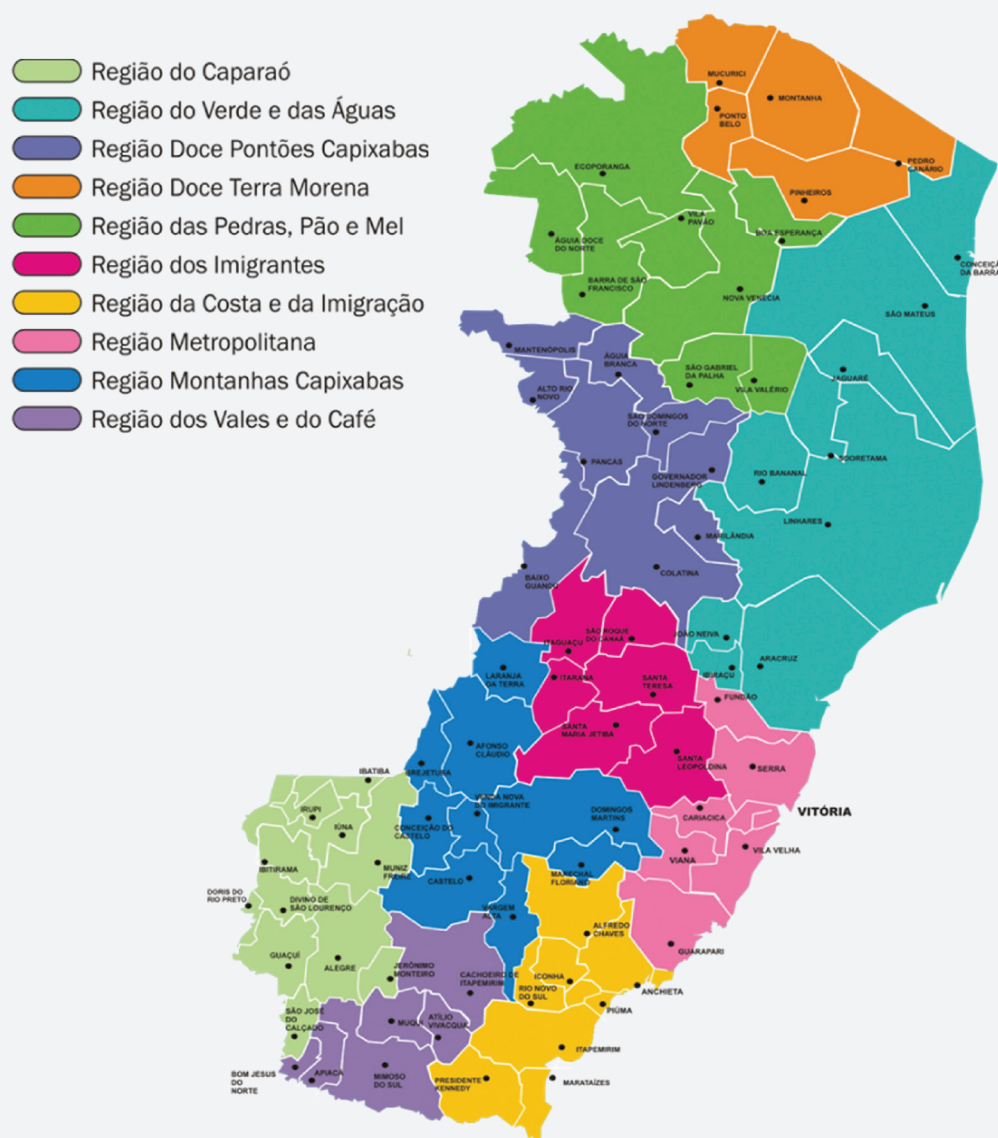 Região do Caparaó
Região do Verde e das Águas
Região Doce Pontões Capixabas
Região Doce Terra Morena
Região das Pedras, Pão e Mel
Região dos Imigrantes
Região da Costa e da Imigração
Região Metropolitana
Região Montanhas Capixabas
Região dos Vales e do Café
MUCURICI
MONTANHA
PONTO
BELO
ECOPORANGA
PEDRO
CANÁRIO
PINHEIROS
VILA
PAVÃO
BOA ESPERANÇA
ÁGUIA DOCE
DO NORTE
CONCEIÇÃ
DA BARRA
BARRA DE SÃO
FRANCISCO
NOVA VENÉCIA
SÃO MATEUS
MANTENÓPOLIS
ÁGUIA
BRANCA
SÃO GABRIEL
DA PALHA
VILA VALÉRIO
JAGUARÉ
ALTO RIO
NOVO
SÃO DOMINGOS
DO NORTE
SOORETAMA
PANCAS
GOVERNADOR
LINDENBERG
RIO BANANAL
LINHARES
MARILÂNDIA
BAIXO
GUANDU
COLATINA
SÃO ROQUE
DO CANAÃ
JOÃO NEIVA
ITAGUAÇU
ARACRUZ
IBIRAÇU
LARANJA
DA TERRA
ITARANA
SANTA
TERESA
FUNDÃO
SANTA
MARIA JETIBA
AFONSO
CLÁUDIO
SANTA
LEOPOLDINA
SERRA
BREJETUBA
IBATIBA
VENDA NOVA
DO IMIGRANTE
DOMINGOS
MARTINS
CARIACICA
VITÓRIA
IRUPI
IÚNA
CONCEIÇÃO DO
CASTELO
VIANA
VILA VELHA
IBITIRAMA
MUNIZ
FREIRE
CASTELO
MARECHAL
FLORIANO
DORIS DO
RIO PRETO
DIVINO DE
SÃO LOURENÇO
VARGEM
ALTA
ALFREDO
CHAVES
GUARAPARI
GUAÇUÍ
ALEGRE
JERÔNIMO
MONTEIRO
CACHOEIRO DE
ITAPEMIRIM
ICONHA
RIO NOVO
DO SUL
ANCHIETA
PIÚMA
SÃO JOSÉ
DO
CALÇADO
MUQUI
ATÍLIO
VIVACQUA
ITAPEMIRIM
BOM JESUS
DO
NORTE
APIACÁ
MIMOSO
DO SUL
PRESIDENTE
KENNEDY
MARATAÍZES